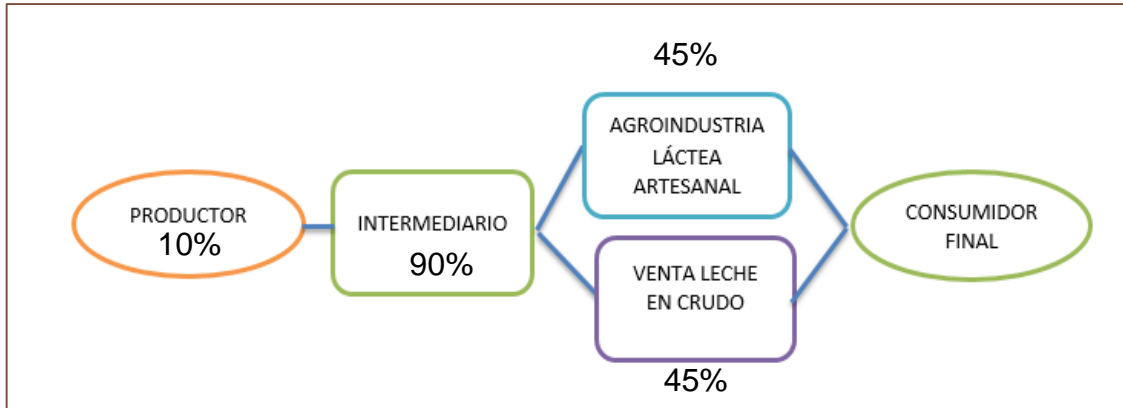 45%
AGROINDUSTRIA
LÁCTEA
ARTESANAL
PRODUCTOR
10%
INTERMEDIARIO
90%
CONSUMIDOR
FINAL
VENTA LECHE
EN CRUDO
45%